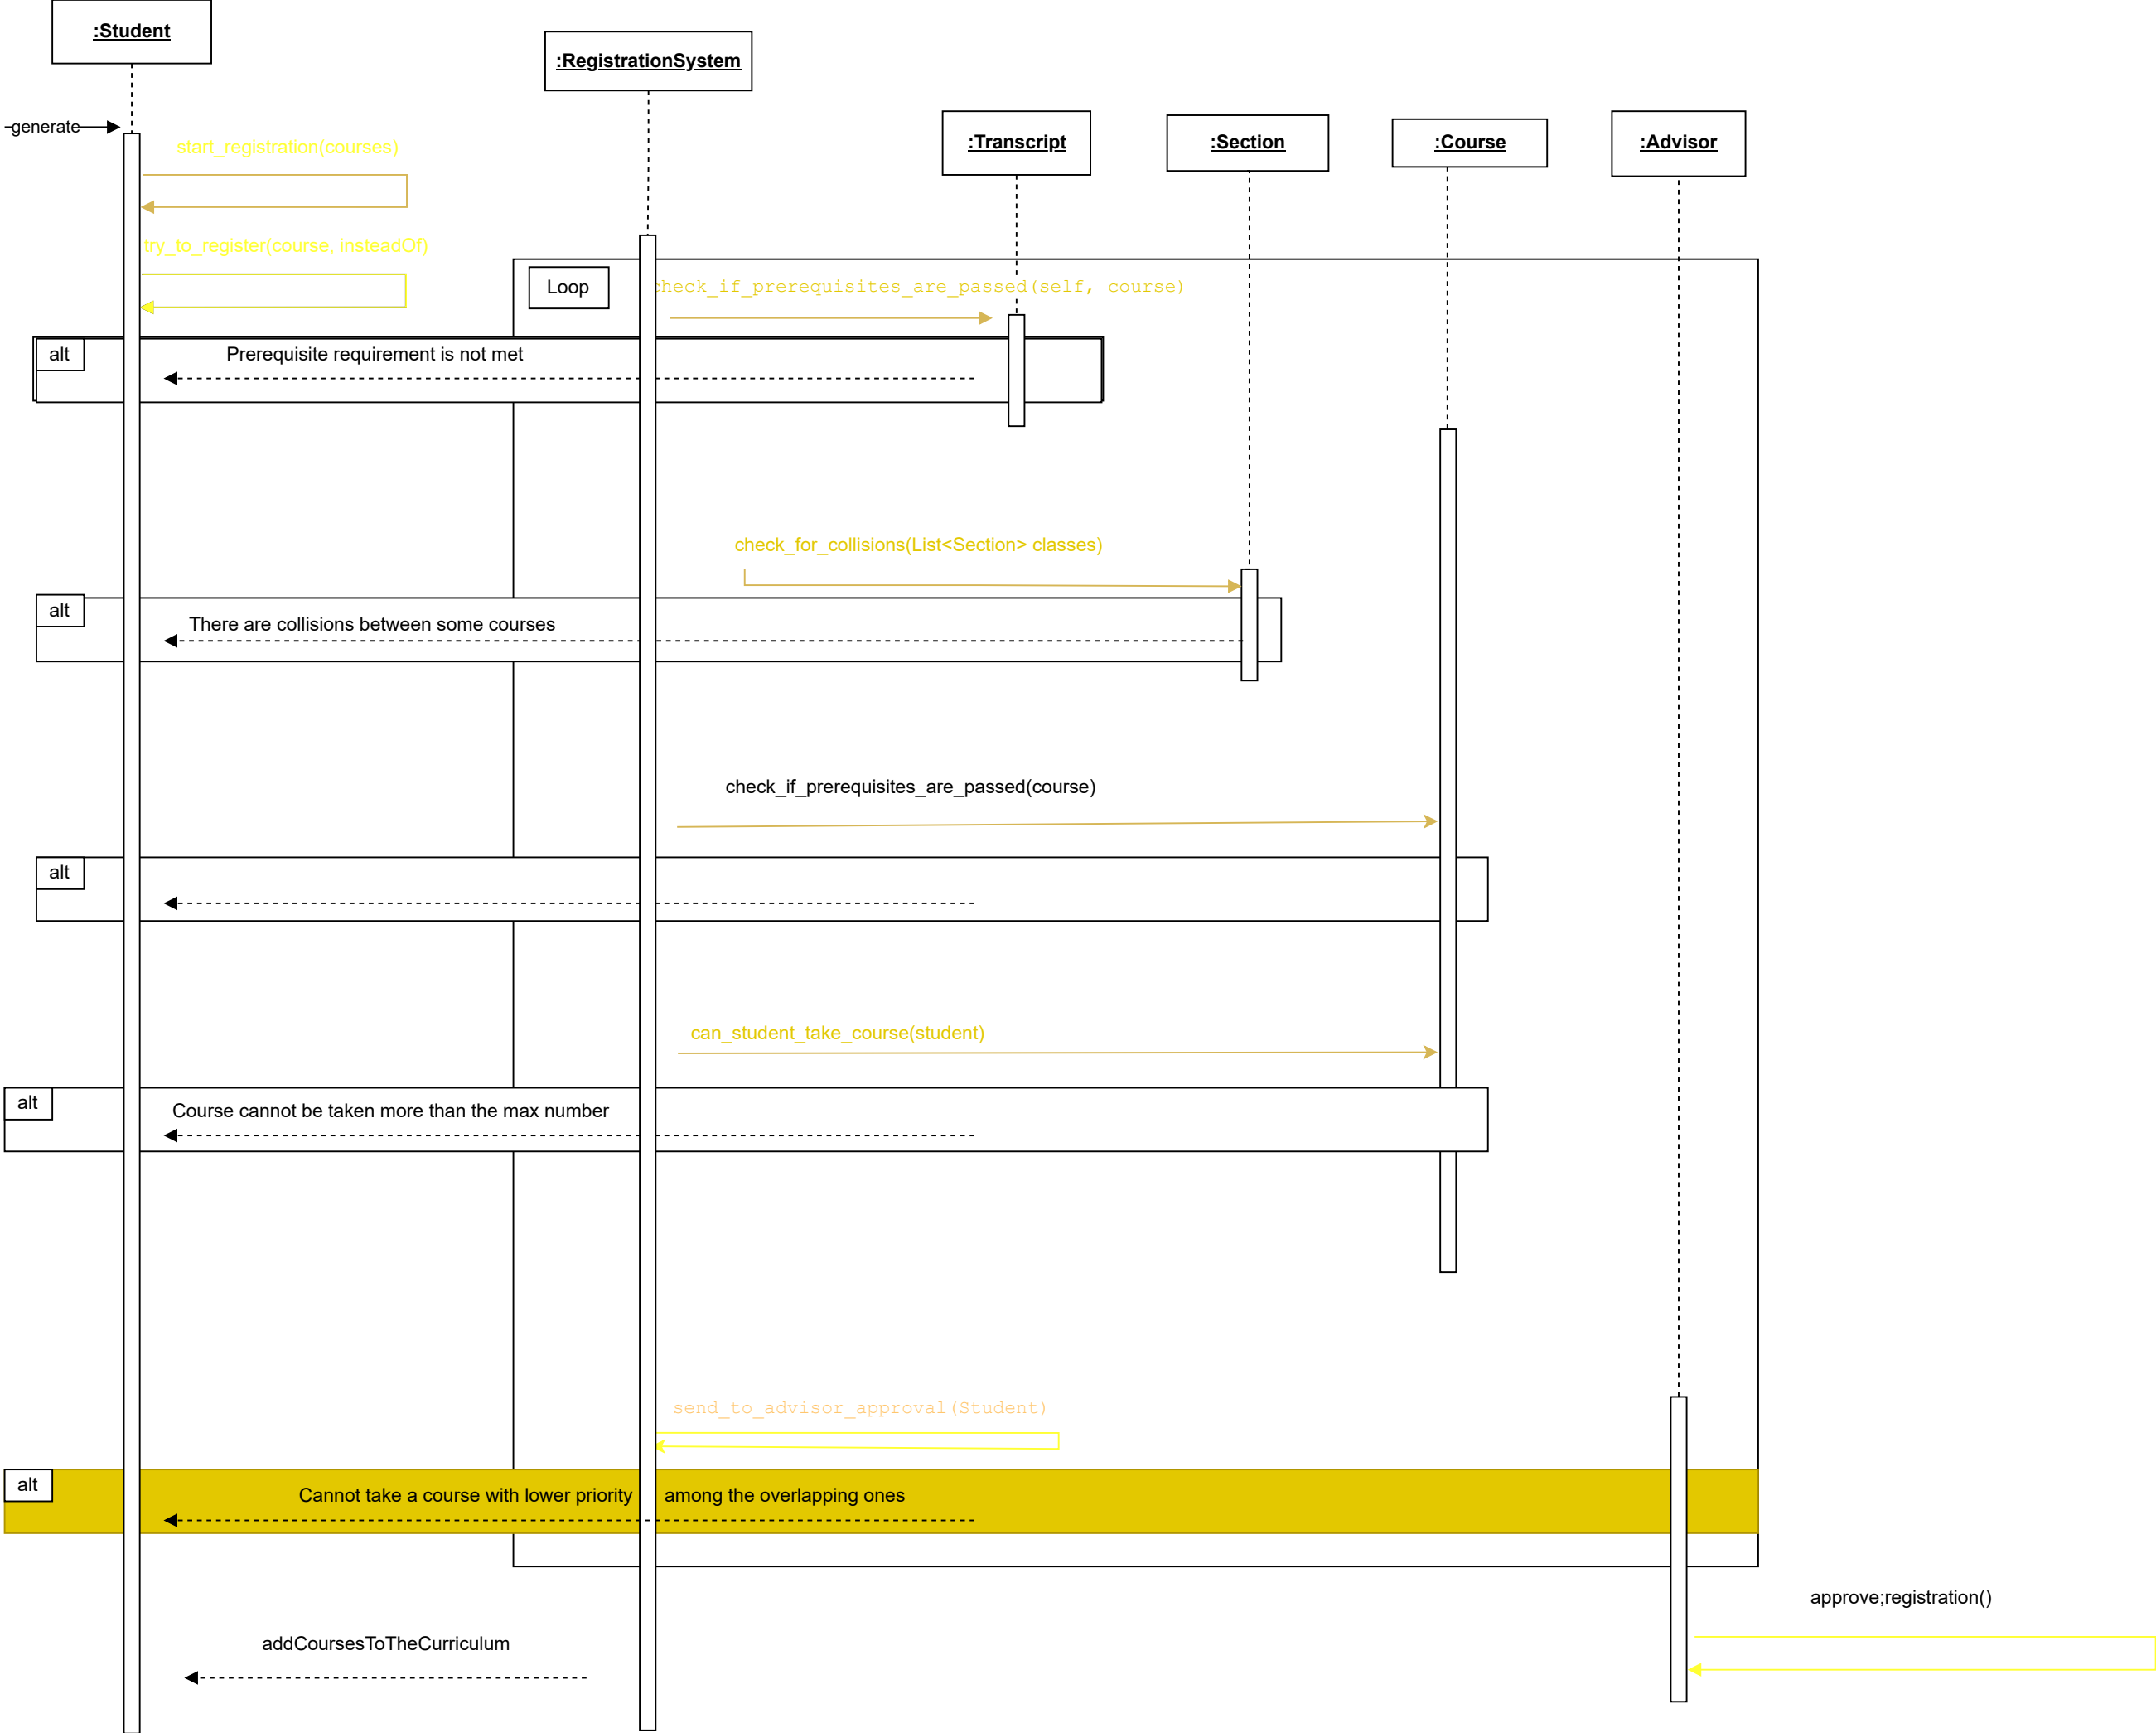 :Student
:RegistrationSystem
:Transcript
:Section
:Course
:Advisor
generate
start_registration(courses)
try_to_register(course, insteadOf)
Loop
check_if_prerequisites_are_passed(self, course)
alt
Prerequisite requirement is not met
check_for_collisions(List<Section> classes)
alt
There are collisions between some courses
check_if_prerequisites_are_passed(course)
alt
can_student_take_course(student)
alt
Course cannot be taken more than the max number
send_to_advisor_approval(Student)
alt
Cannot take a course with lower priority among the overlapping ones
approve;registration()
addCoursesToTheCurriculum